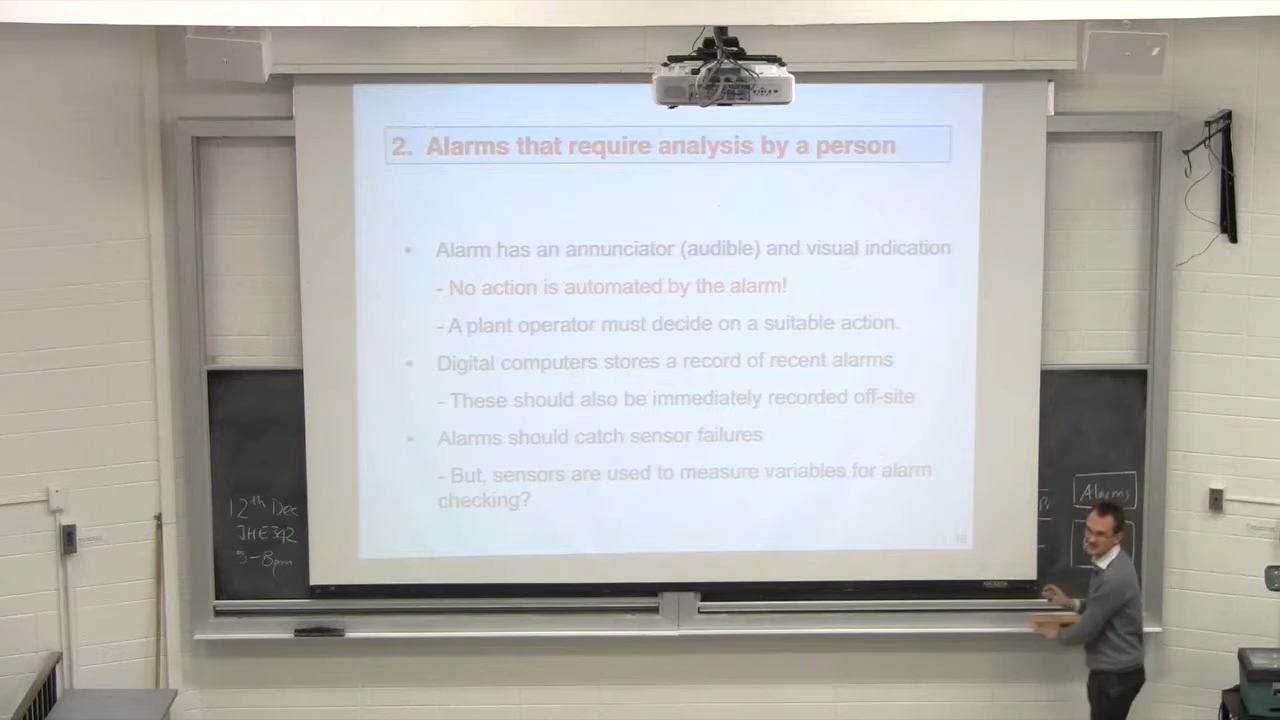 2. Alarms that require analysis by a person
• Alarm has an annunciator (audible) and visual indication
- No action is automated by the alarm!
- A plant operator must decide on a suitable action.
• Digital computers stores a record of recent alarms
- These should also be immediately recorded off-site
• Alarms should catch sensor failures
- But, sensors are used to measure variables for alarm
checking?
12th Dec
JHE342
5-8pm
Alarms